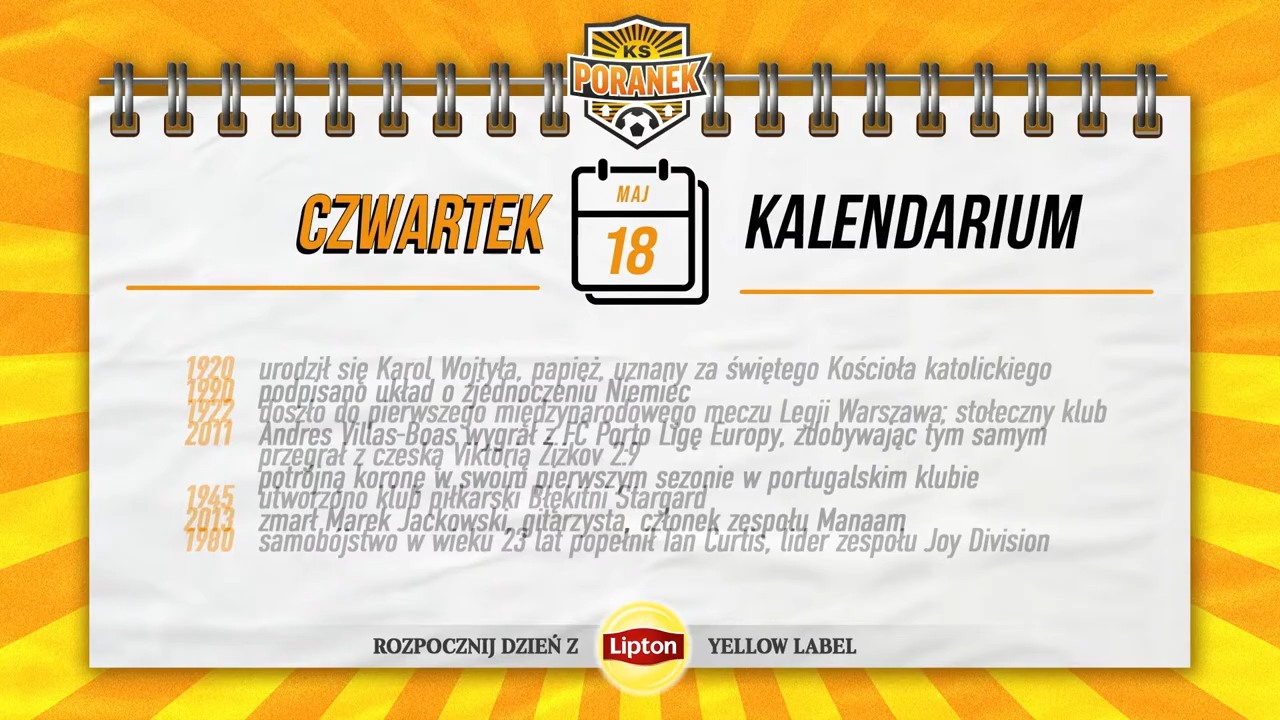 KS
PORANEK
CZWARTEK
MAJ
18
KALENDARIUM
1920 urodził się Karol Wojtyła, papież, uznany za świętego Kościoła katolickiego
1990 podpisano układ o zjednoczeniu Niemiec
1922 doszło do pierwszego międzynarodowego meczu Legii Warszawa; stołeczny klub
2011 Andres Villas-Boas wygrał z FC Porto Ligę Europy, zdobywając tym samym
przegrał z czeską Viktorią Zizkov 2:9
potrójną koronę w swoim pierwszym sezonie w portugalskim klubie
1945 utworzono klub piłkarski Błękitni Stargard
2013 zmarł Marek Jackowski, gitarzysta, członek zespołu Manaam
1980 samobójstwo w wieku 23 lat popełnił Ian Curtis, lider zespołu Joy Division
ROZPOCZNIJ DZIEŃ Z Lipton YELLOW LABEL